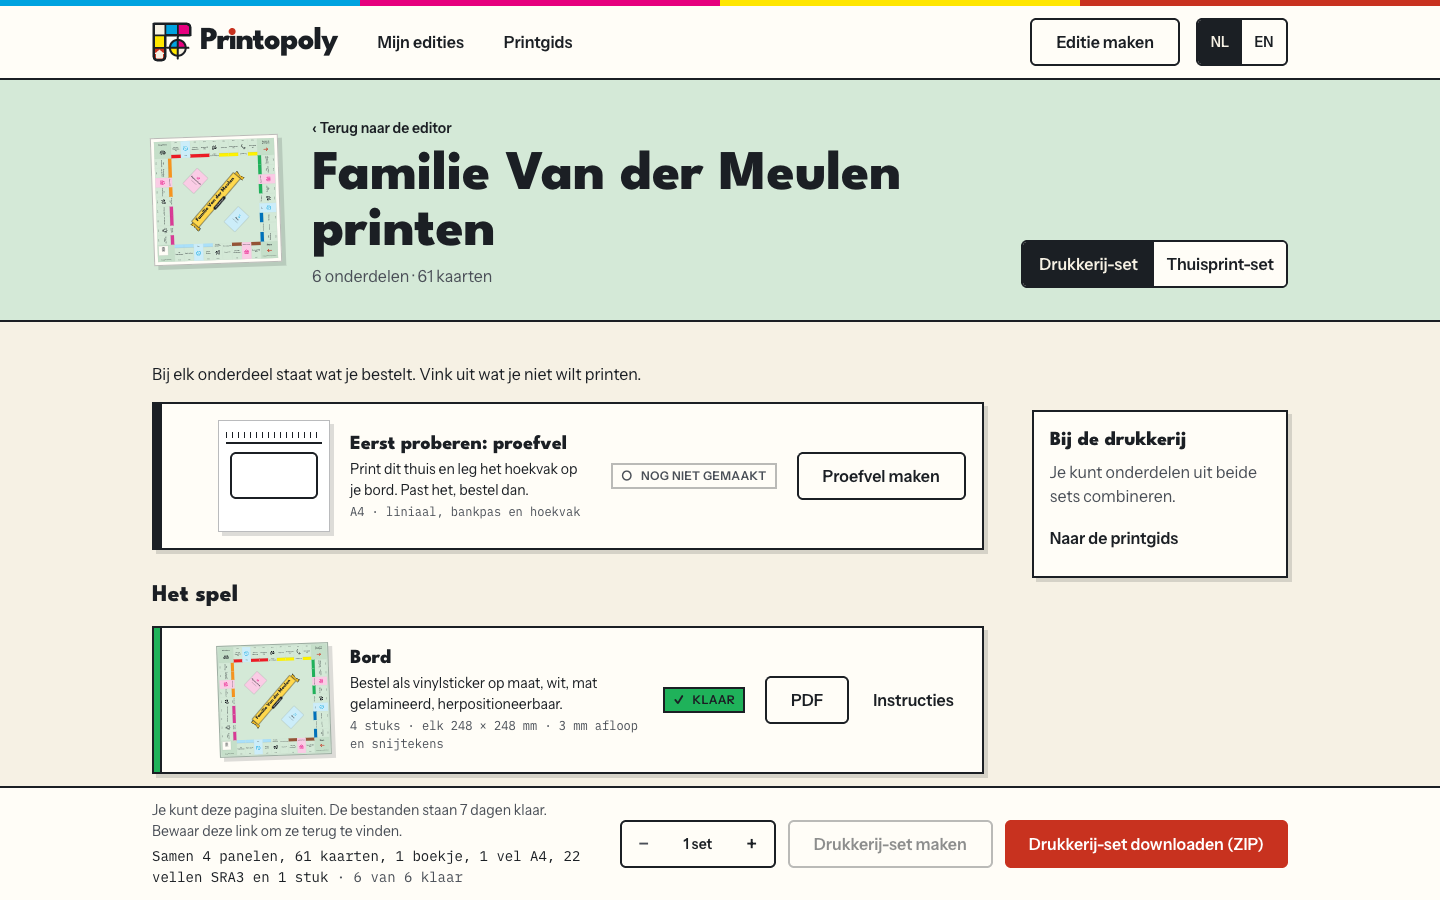 Printopoly
Mijn edities
Printgids
Editie maken
NL
EN
‹ Terug naar de editor
Familie Van der Meulen
printen
6 onderdelen · 61 kaarten
Familie Van der Meulen
Drukkerij-set
Thuisprint-set
Bij elk onderdeel staat wat je bestelt. Vink uit wat je niet wilt printen.
Eerst proberen: proefvel
Print dit thuis en leg het hoekvak op
je bord. Past het, bestel dan.
A4 · liniaal, bankpas en hoekvak
NOG NIET GEMAAKT
Proefvel maken
Bij de drukkerij
Je kunt onderdelen uit beide
sets combineren.
Naar de printgids
Het spel
Familie Van der Meulen
Bord
Bestel als vinylsticker op maat, wit, mat
gelamineerd, herpositioneerbaar.
4 stuks · elk 248 × 248 mm · 3 mm afloop
en snijtekens
✓ KLAAR
PDF
Instructies
Je kunt deze pagina sluiten. De bestanden staan 7 dagen klaar.
Bewaar deze link om ze terug te vinden.
Samen 4 panelen, 61 kaarten, 1 boekje, 1 vel A4, 22
vellen SRA3 en 1 stuk · 6 van 6 klaar
− 1 set +
Drukkerij-set maken
Drukkerij-set downloaden (ZIP)